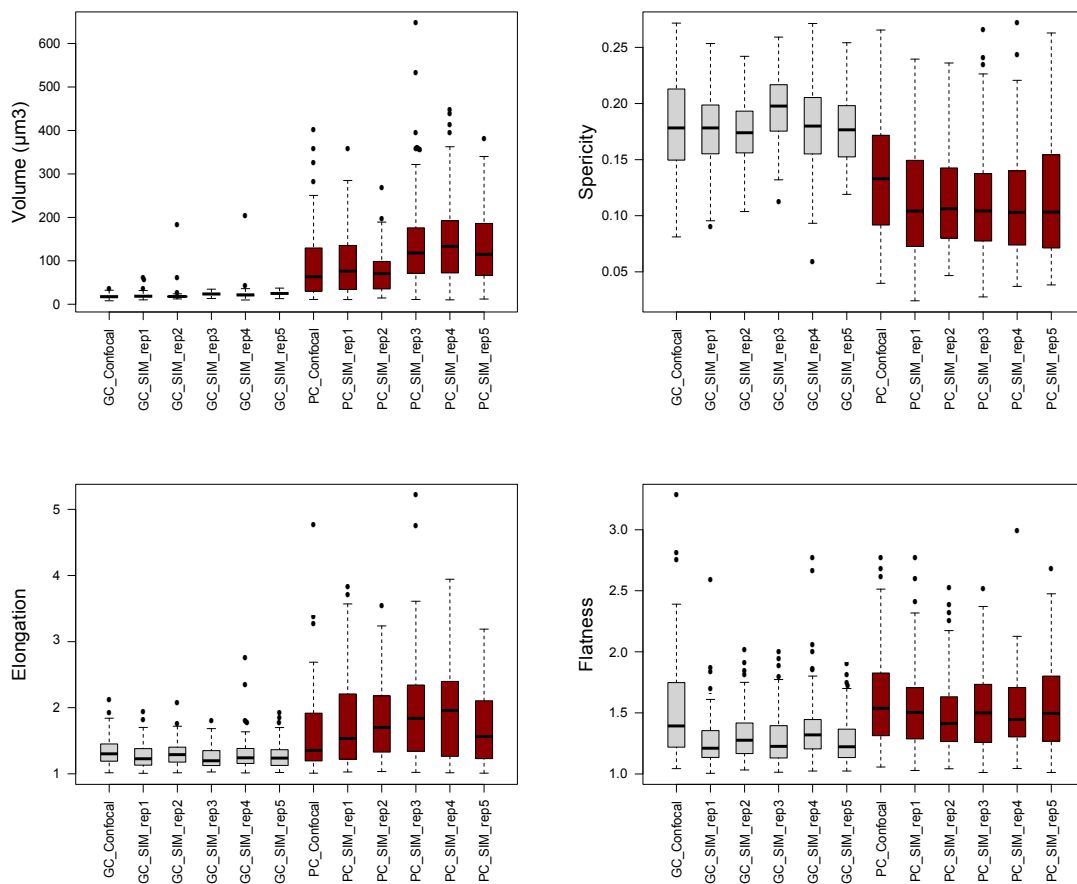 Volume (µm3)
600
500
400
300
200
100
0
GC_Confocal
GC_SIM_rep1
GC_SIM_rep2
GC_SIM_rep3
GC_SIM_rep4
GC_SIM_rep5
PC_Confocal
PC_SIM_rep1
PC_SIM_rep2
PC_SIM_rep3
PC_SIM_rep4
PC_SIM_rep5
Spericity
0.20
0.15
0.10
0.05
0.25
GC_Confocal
GC_SIM_rep1
GC_SIM_rep2
GC_SIM_rep3
GC_SIM_rep4
GC_SIM_rep5
PC_Confocal
PC_SIM_rep1
PC_SIM_rep2
PC_SIM_rep3
PC_SIM_rep4
PC_SIM_rep5
Elongation
5
4
3
2
1
GC_Confocal
GC_SIM_rep1
GC_SIM_rep2
GC_SIM_rep3
GC_SIM_rep4
GC_SIM_rep5
PC_Confocal
PC_SIM_rep1
PC_SIM_rep2
PC_SIM_rep3
PC_SIM_rep4
PC_SIM_rep5
Flatness
3.0
2.5
2.0
1.5
1.0
GC_Confocal
GC_SIM_rep1
GC_SIM_rep2
GC_SIM_rep3
GC_SIM_rep4
GC_SIM_rep5
PC_Confocal
PC_SIM_rep1
PC_SIM_rep2
PC_SIM_rep3
PC_SIM_rep4
PC_SIM_rep5